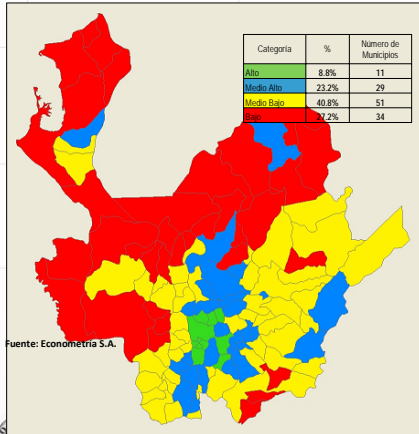 Categoría % Número de
Municipios
Alto 8.8% 11
Medio Alto 23.2% 29
Medio Bajo 40.8% 51
Bajo 27.2% 34
Fuente: Econometría S.A.